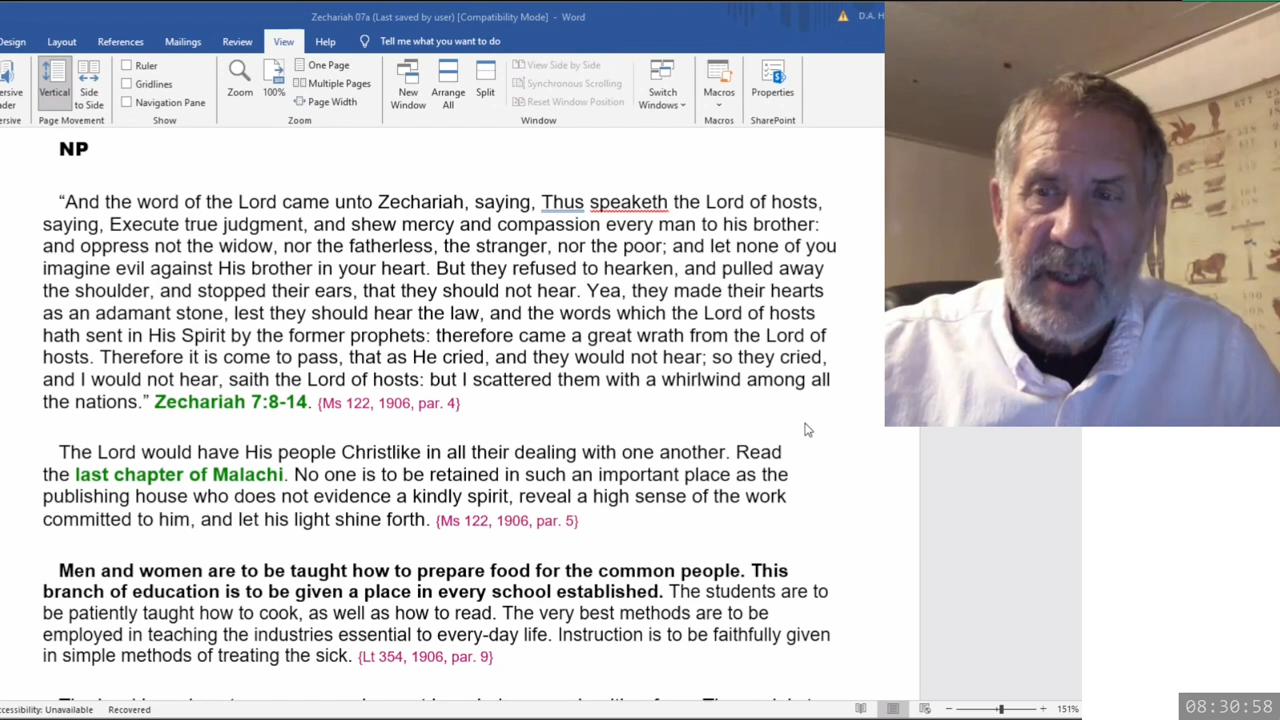 Zechariah 07a (Last saved by user) [Compatibility Mode] - Word
D.A. H
Design Layout References Mailings Review View Help Tell me what you want to do
Vertical
Side to Side
Page Movement
Ruler
Gridlines
Navigation Pane
Show
Zoom
100%
One Page
Multiple Pages
Page Width
Zoom
New Window
Arrange All
Split
View Side by Side
Synchronous Scrolling
Reset Window Position
Window
Switch Windows
Macros
Macros
Properties
SharePoint
NP
“And the word of the Lord came unto Zechariah, saying, Thus speaketh the Lord of hosts,
saying, Execute true judgment, and shew mercy and compassion every man to his brother:
and oppress not the widow, nor the fatherless, the stranger, nor the poor; and let none of you
imagine evil against His brother in your heart. But they refused to hearken, and pulled away
the shoulder, and stopped their ears, that they should not hear. Yea, they made their hearts
as an adamant stone, lest they should hear the law, and the words which the Lord of hosts
hath sent in His Spirit by the former prophets: therefore came a great wrath from the Lord of
hosts. Therefore it is come to pass, that as He cried, and they would not hear; so they cried,
and I would not hear, saith the Lord of hosts: but I scattered them with a whirlwind among all
the nations.” Zechariah 7:8-14. {Ms 122, 1906, par. 4}
The Lord would have His people Christlike in all their dealing with one another. Read
the last chapter of Malachi. No one is to be retained in such an important place as the
publishing house who does not evidence a kindly spirit, reveal a high sense of the work
committed to him, and let his light shine forth. {Ms 122, 1906, par. 5}
Men and women are to be taught how to prepare food for the common people. This
branch of education is to be given a place in every school established. The students are to
be patiently taught how to cook, as well as how to read. The very best methods are to be
employed in teaching the industries essential to every-day life. Instruction is to be faithfully given
in simple methods of treating the sick. {Lt 354, 1906, par. 9}
ccessibility: Unavailable Recovered
151%
08:30:58